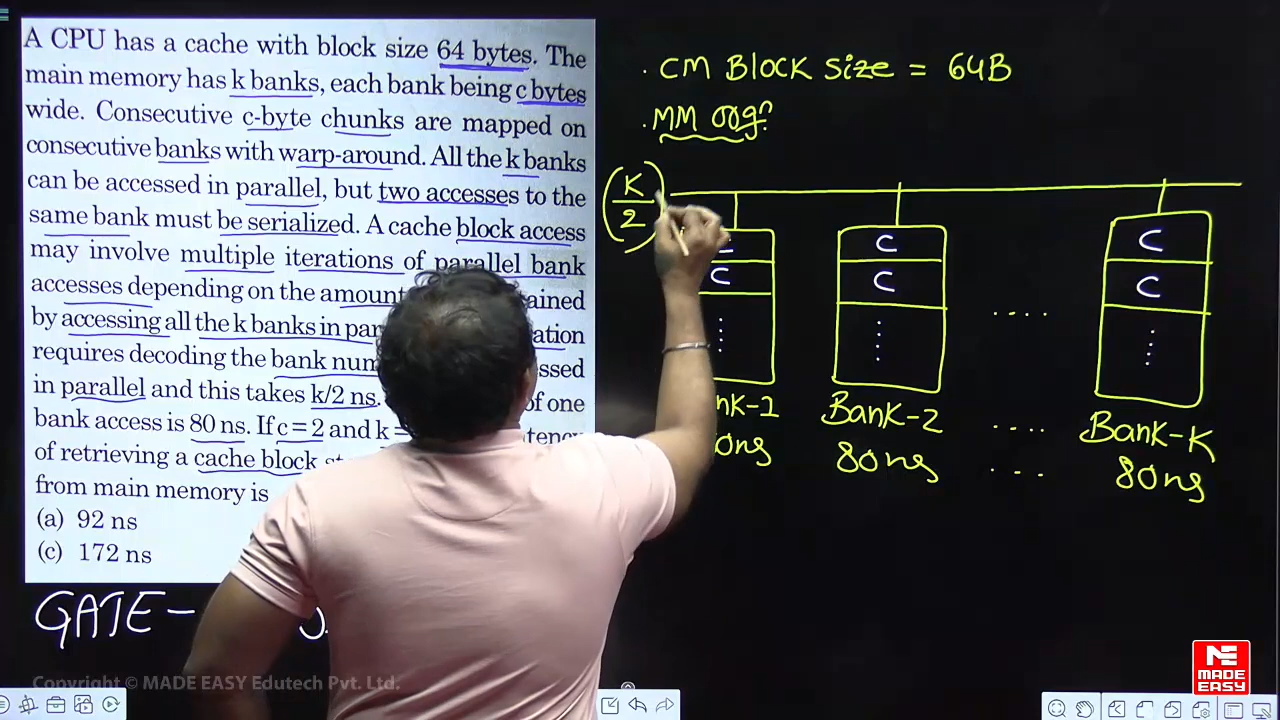 A CPU has a cache with block size 64 bytes. The
main memory has k banks, each bank being c bytes
wide. Consecutive c-byte chunks are mapped on
consecutive banks with warp-around. All the k banks
can be accessed in parallel, but two accesses to the
same bank must be serialized. A cache block access
may involve multiple iterations of parallel bank
accesses depending on the amount
by accessing all the k banks in
requires decoding the bank
in parallel and this takes k/2 ns. of one
bank access is 80 ns. If c = 2 and k =
of retrieving a cache block
from main memory is
(a) 92 ns
(c) 172 ns
GATE -
. CM Block size = 64B
. MM orgn.
(K/2)
C C
C C C
Bank-2 .... Bank-K
80ns ... 80ns
Copyright © MADE EASY Edutech Pvt. Ltd.
ME
MADE
EASY